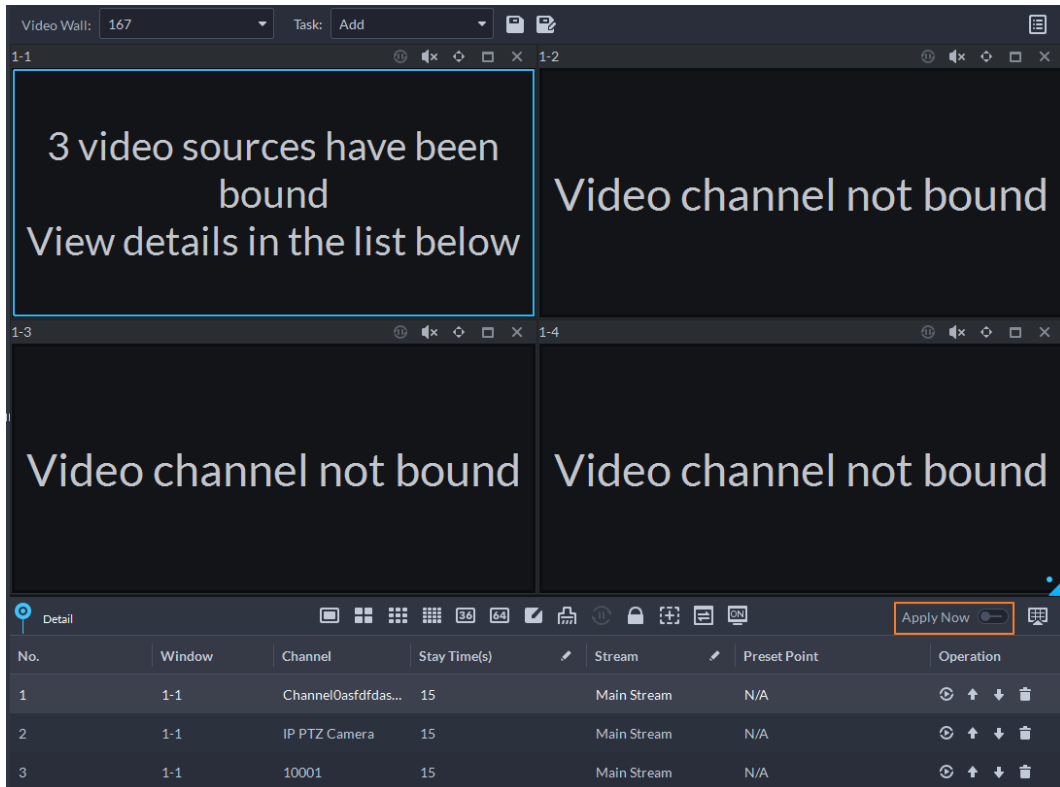 Video Wall: 167 Task: Add
1-1
1-2
3 video sources have been
bound
View details in the list below
Video channel not bound
1-3
1-4
Video channel not bound
Video channel not bound
Detail 36 64 ON Apply Now
No. Window Channel Stay Time(s) Stream Preset Point Operation
1 1-1 Channel0asfdfdas... 15 Main Stream N/A
2 1-1 IP PTZ Camera 15 Main Stream N/A
3 1-1 10001 15 Main Stream N/A